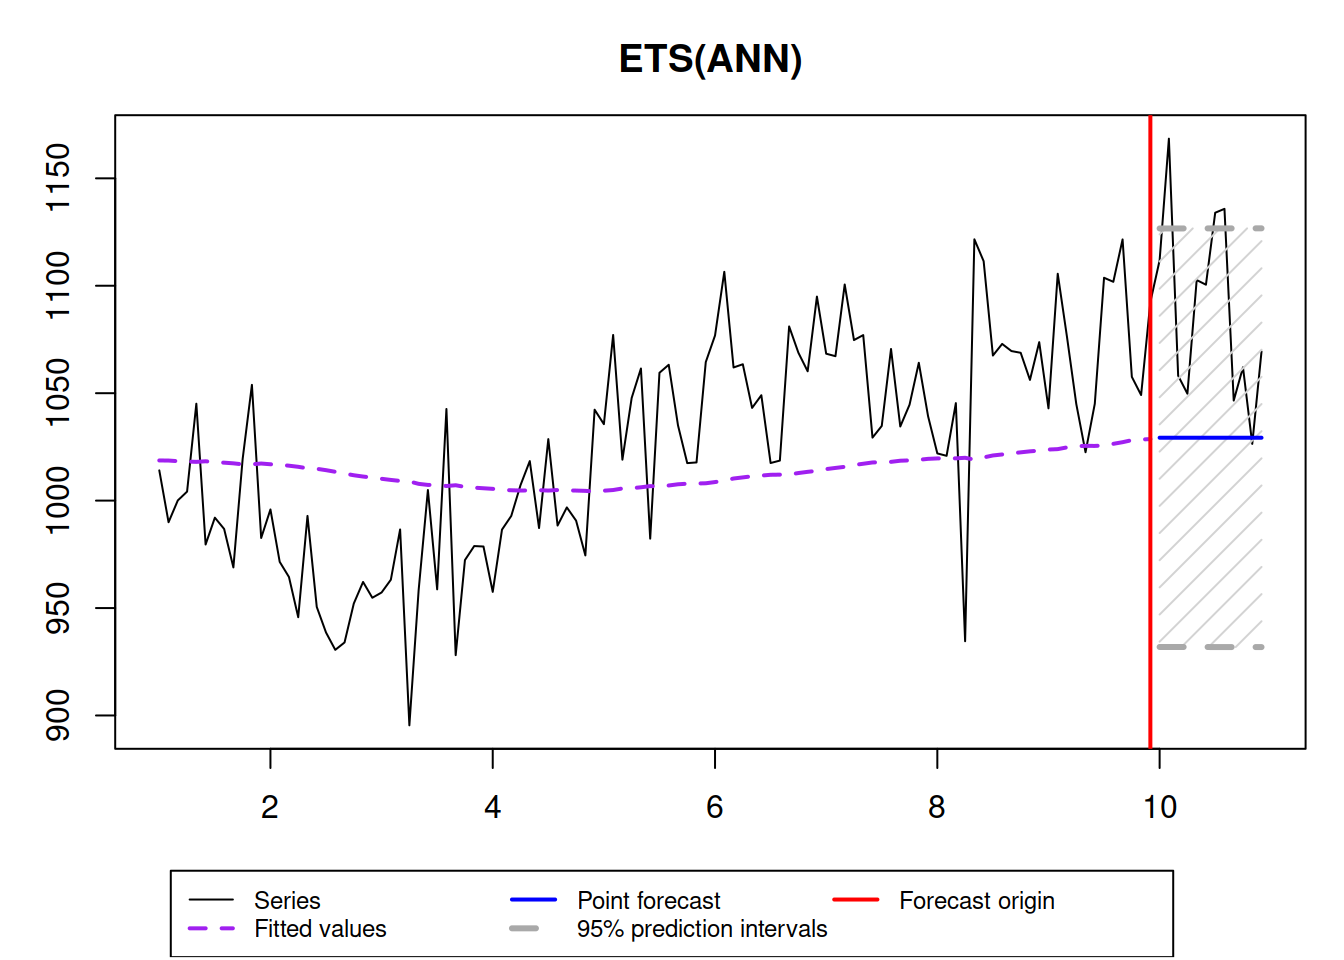 ETS(ANN)
1150
1100
1050
1000
950
900
2 4 6 8 10
Series Point forecast Forecast origin
Fitted values 95% prediction intervals